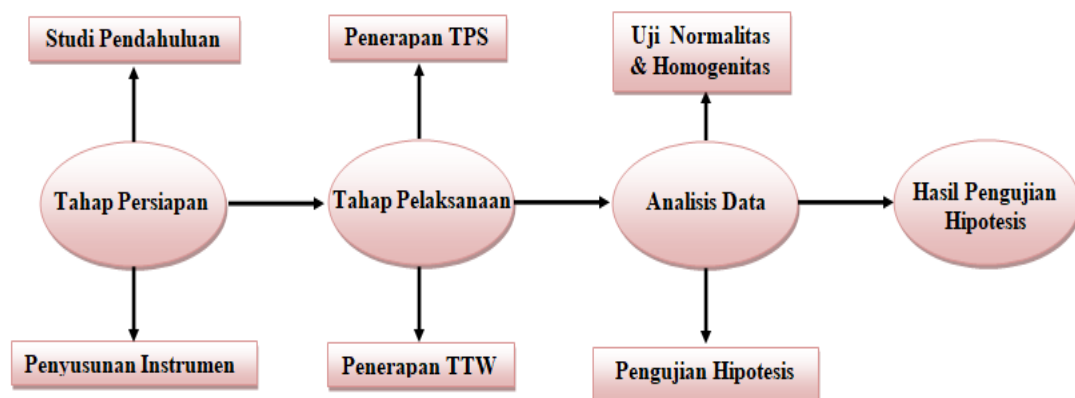 Studi Pendahuluan
Penerapan TPS
Uji Normalitas
& Homogenitas
Tahap Persiapan
Tahap Pelaksanaan
Analisis Data
Hasil Pengujian
Hipotesis
Penyusunan Instrumen
Penerapan TTW
Pengujian Hipotesis